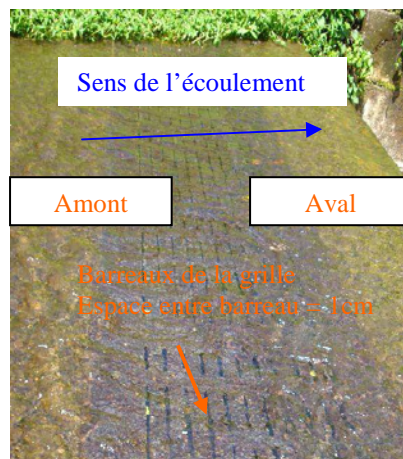 Sens de l'écoulement
Amont
Aval
Barreaux de la grille
Espace entre barreau = 1cm